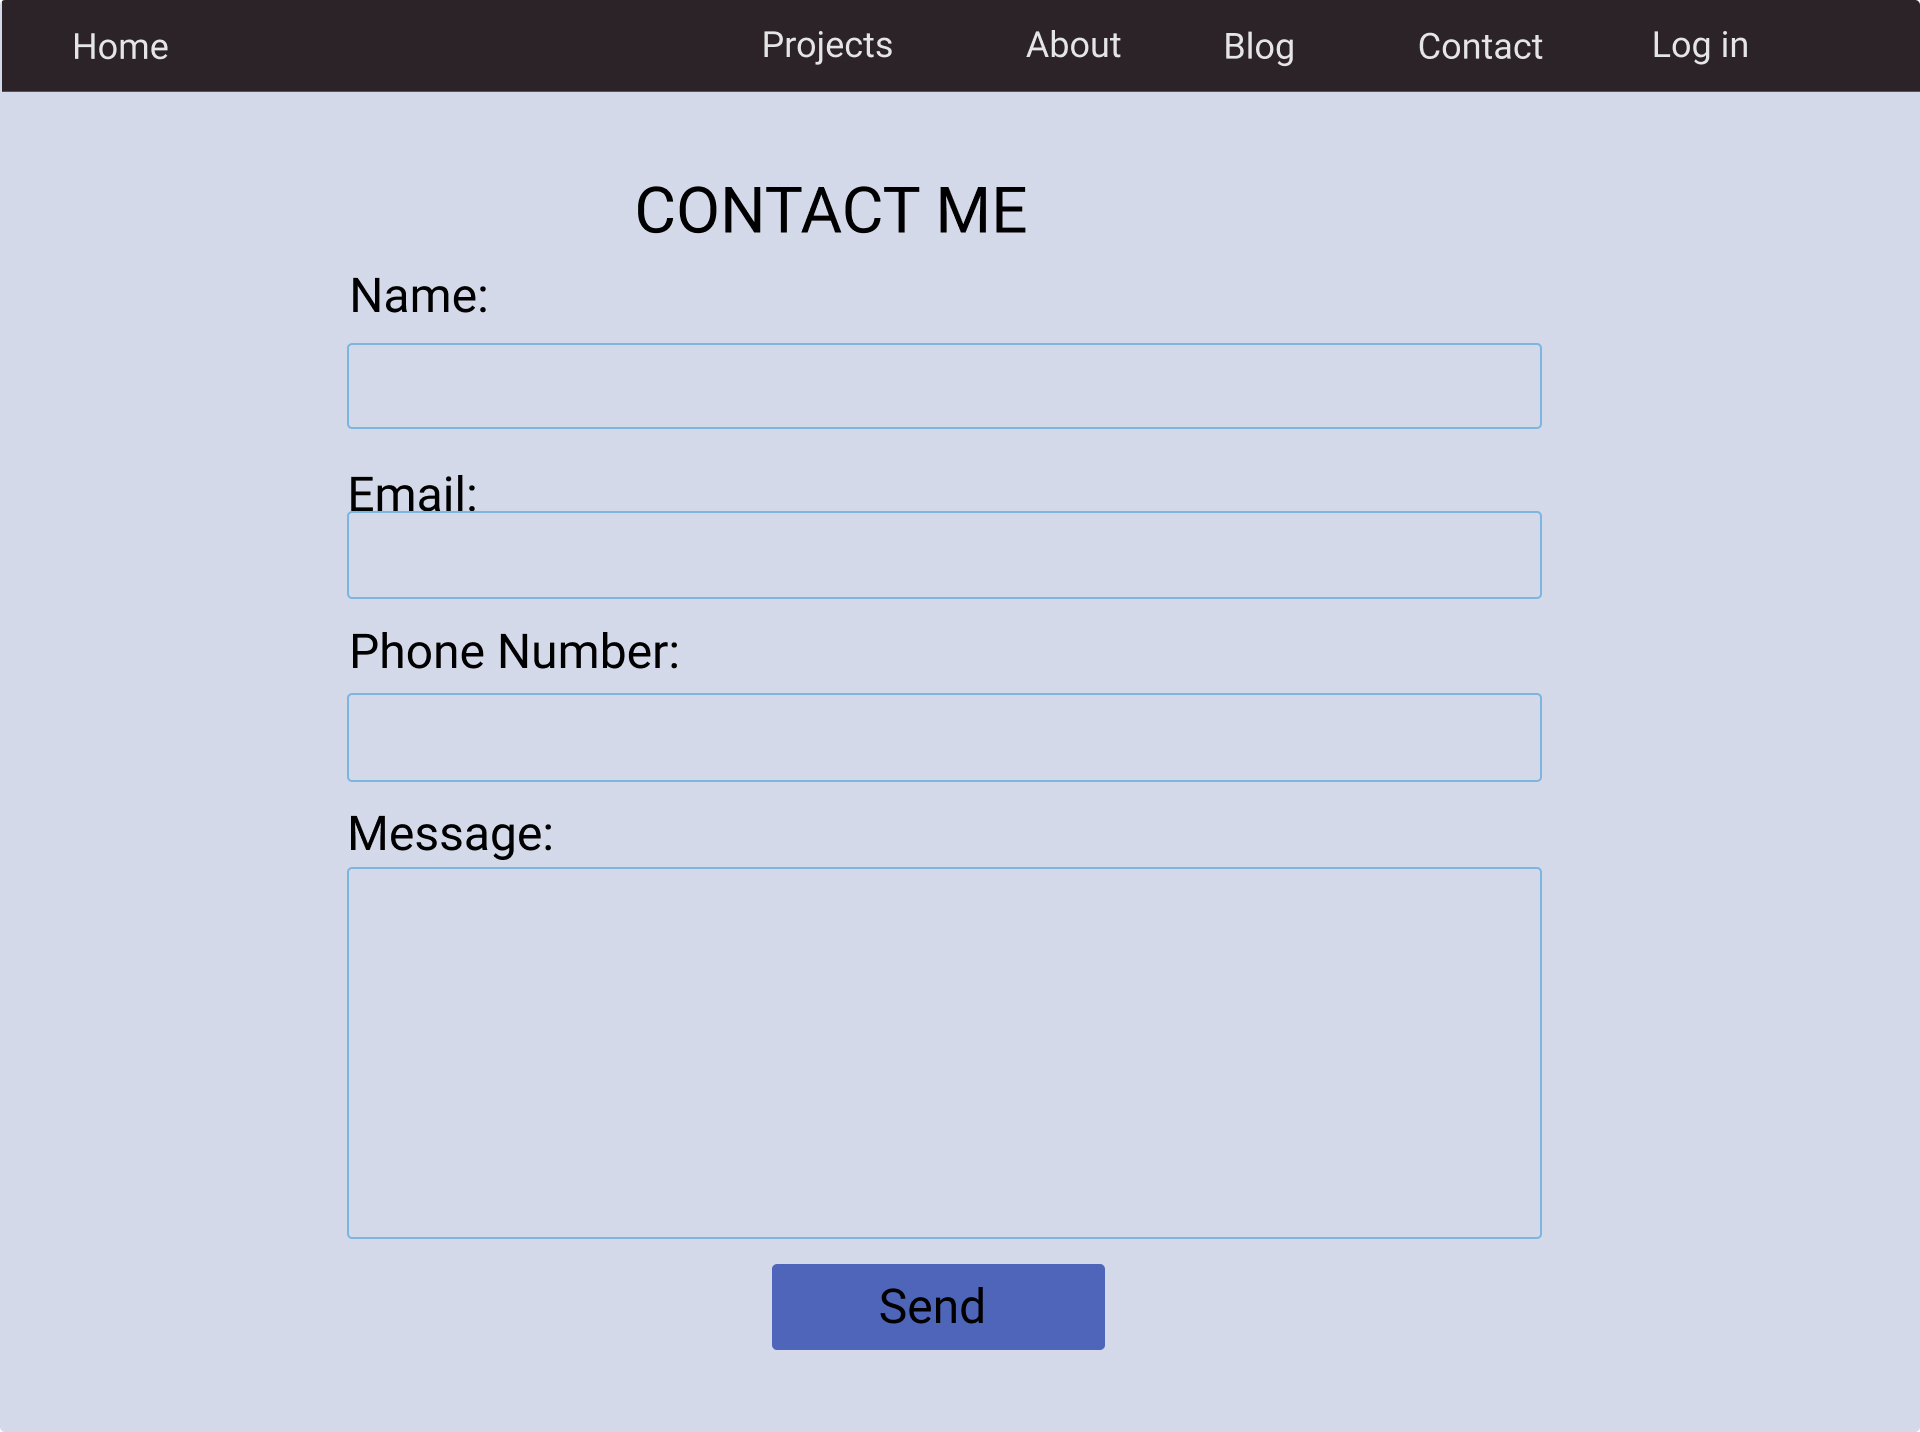 Home Projects About Blog Contact Log in
CONTACT ME
Name:
Email:
Phone Number:
Message:
Send